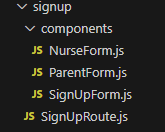 signup
components
JS NurseForm.js
JS ParentForm.js
JS SignUpForm.js
JS SignUpRoute.js